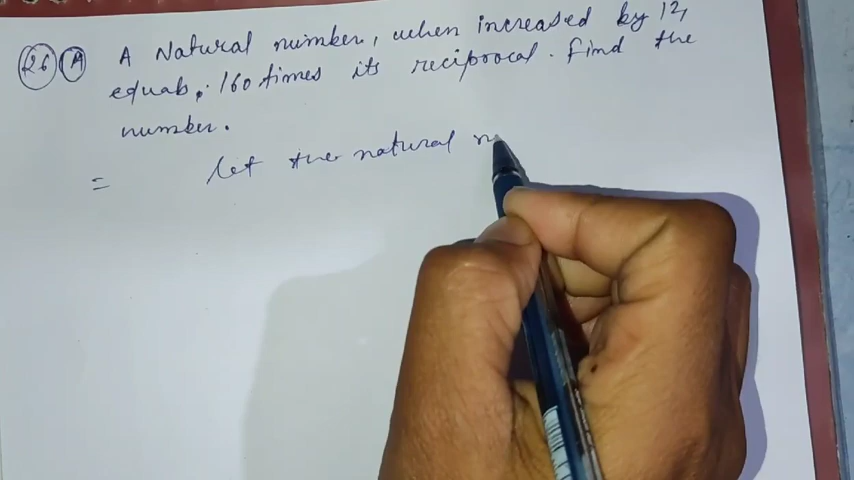 26 A A Natural number, when increased by 12,
equals, 160 times its reciprocal. Find the
number.
= let the natural n